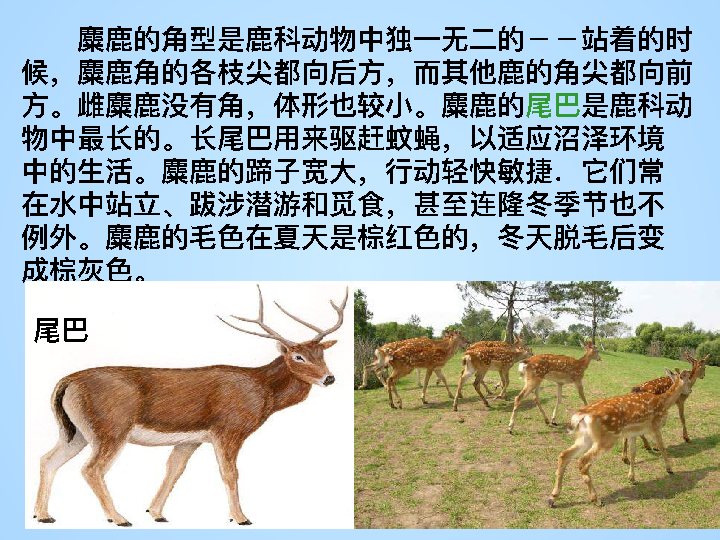 麋鹿的角型是鹿科动物中独一无二的－－站着的时
候，麋鹿角的各枝尖都向后方，而其他鹿的角尖都向前
方。雌麋鹿没有角，体形也较小。麋鹿的尾巴是鹿科动
物中最长的。长尾巴用来驱赶蚊蝇，以适应沼泽环境
中的生活。麋鹿的蹄子宽大，行动轻快敏捷．它们常
在水中站立、跋涉潜游和觅食，甚至连隆冬季节也不
例外。麋鹿的毛色在夏天是棕红色的，冬天脱毛后变
成棕灰色。
尾巴